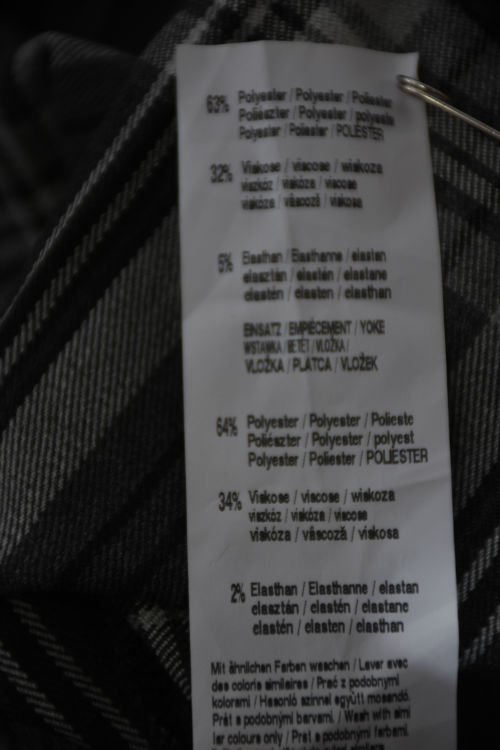 63% Polyester / Polyester / Poliester
Poliészter / Polyester / polyests
Polyester / Poliester / POLIESTER
32% Viskose / viscose / wiskoza
viszkóz / viskóza / viscose
viskóza / vâscoză / viskosa
5% Elasthan / Elasthanne / elastan
elasztán / elastén / elastane
elastén / elasten / elasthan
EINSATZ / EMPIÈCEMENT / YOKE
WSTAWKA / BETÉT / VLOŽKA /
VLOŽKA / PLATCA / VLOŽEK
64% Polyester / Polyester / Polieste
Poliészter / Polyester / polyest
Polyester / Poliester / POLIESTER
34% Viskose / viscose / wiskoza
viszkóz / viskóza / viscose
viskóza / vâscoză / viskosa
2% Elasthan / Elasthanne / elastan
elasztán / elastén / elastane
elastén / elasten / elasthan
Mit ähnlichen Farben waschen / Laver avec
des coloris similaires / Prać z podobnymi
kolorami / Hasonló színnel együtt mosandó.
Prát s podobnými barvami. / Wash with simi
lar colours only / Prať s podobnými farbami.